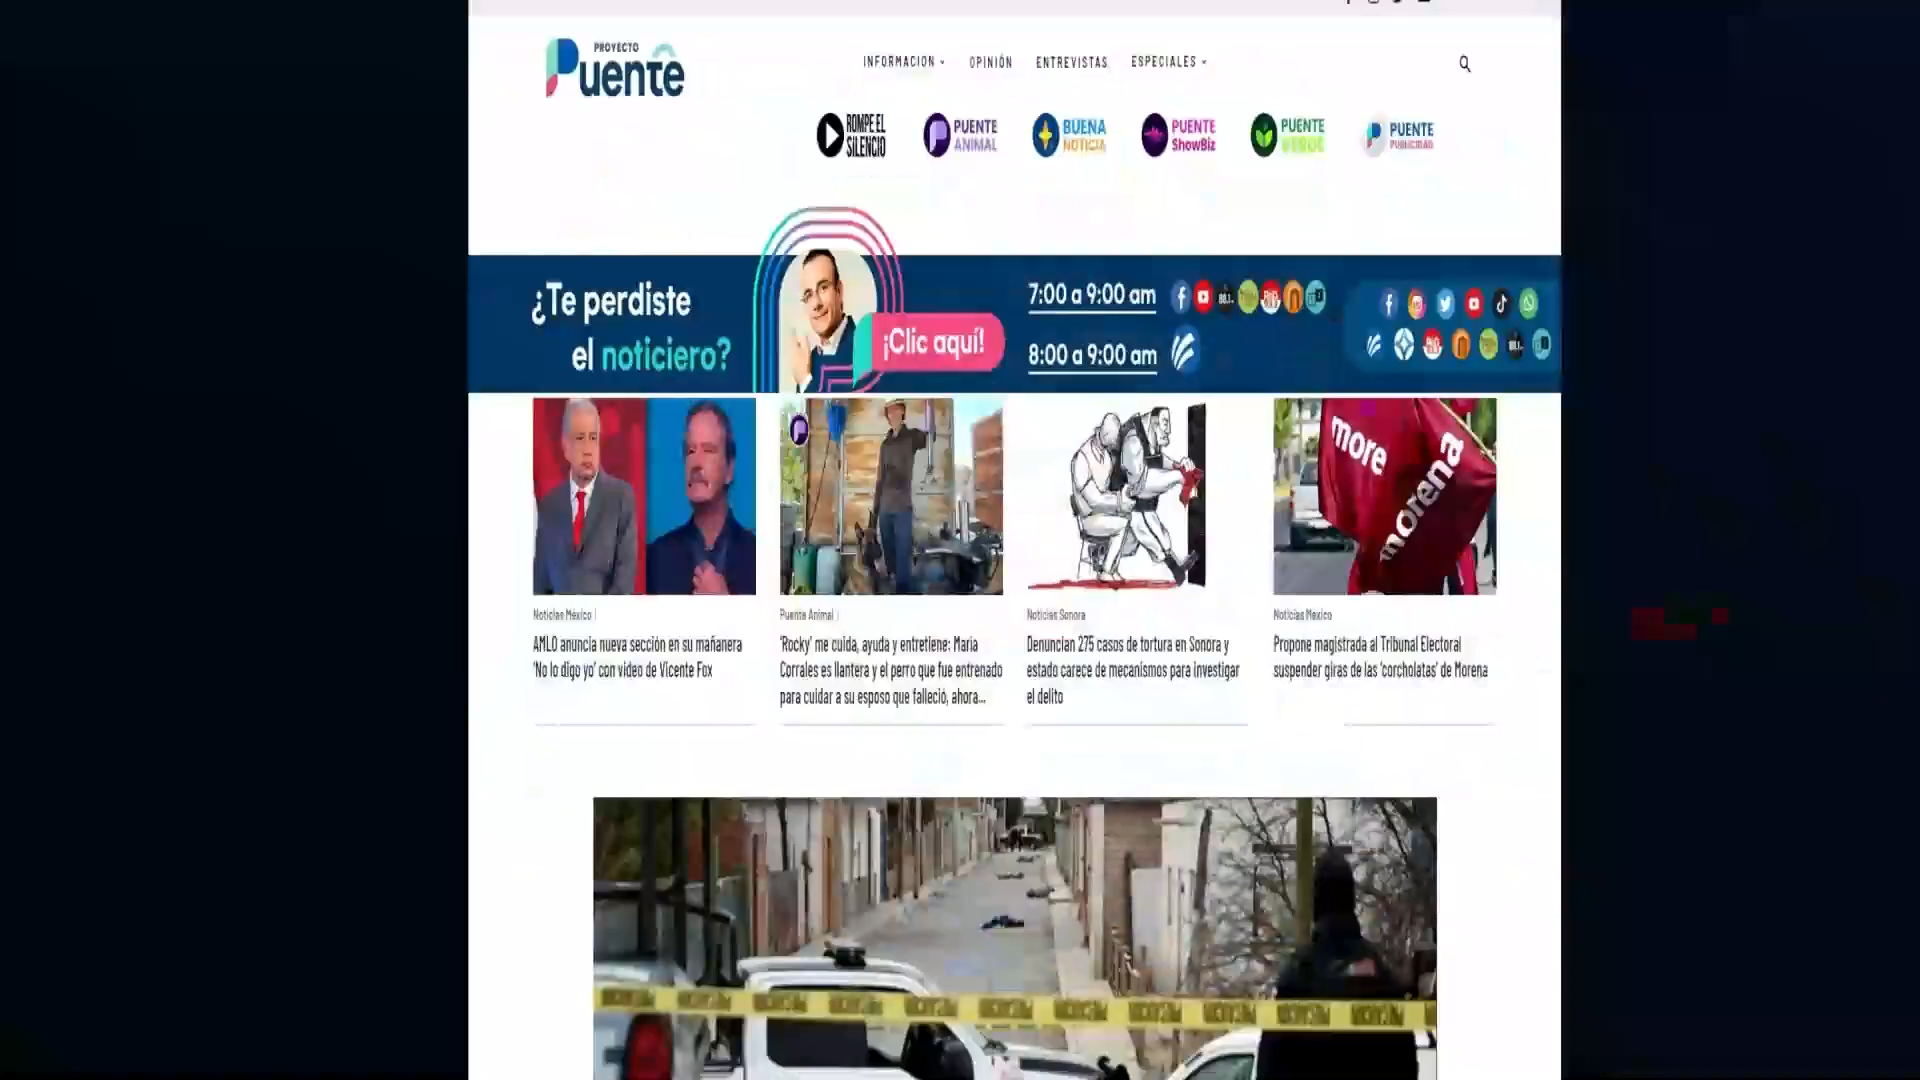 PROYECTO
Puente
INFORMACION
OPINIÓN
ENTREVISTAS
ESPECIALES
ROMPE EL
SILENCIO
PUENTE
ANIMAL
BUENA
NOTICIA
PUENTE
ShowBiz
PUENTE
VERDE
PUENTE
PUBLICIDAD
¿Te perdiste
el noticiero?
¡Clic aquí!
7:00 a 9:00 am
8:00 a 9:00 am
more
morena
Noticias México
AMLO anuncia nueva sección en su mañanera
'No lo digo yo' con video de Vicente Fox
Puente Animal
'Rocky' me cuida, ayuda y entretiene: María
Corrales es llantera y el perro que fue entrenado
para cuidar a su esposo que falleció, ahora...
Noticias Sonora
Denuncian 275 casos de tortura en Sonora y
estado carece de mecanismos para investigar
el delito
Noticias México
Propone magistrada al Tribunal Electoral
suspender giras de las 'corcholatas' de Morena